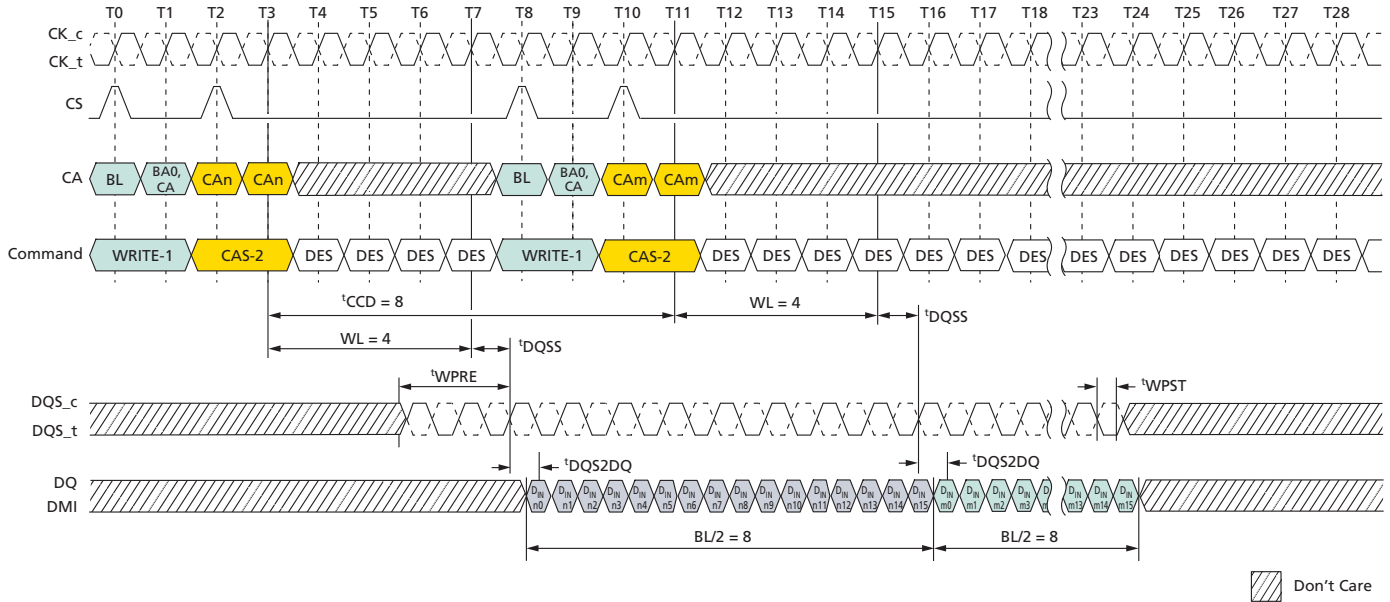 T0 T1 T2 T3 T4 T5 T6 T7 T8 T9 T10 T11 T12 T13 T14 T15 T16 T17 T18 T23 T24 T25 T26 T27 T28
CK_c
CK_t
CS
CA BL BA0, CA CAn CAn BL BA0, CA CAm CAm
Command WRITE-1 CAS-2 DES DES DES DES WRITE-1 CAS-2 DES DES DES DES DES DES DES DES DES DES DES DES DES
tCCD = 8 WL = 4 tDQSS
WL = 4 tDQSS
tWPRE tWPST
DQS_c
DQS_t
tDQS2DQ tDQS2DQ
DQ
DMI
DIN n0 DIN n1 DIN n2 DIN n3 DIN n4 DIN n5 DIN n6 DIN n7 DIN n8 DIN n9 DIN n10 DIN n11 DIN n12 DIN n13 DIN n14 DIN n15 DIN m0 DIN m1 DIN m2 DIN m3 DIN m13 DIN m14 DIN m15
BL/2 = 8 BL/2 = 8
Don't Care